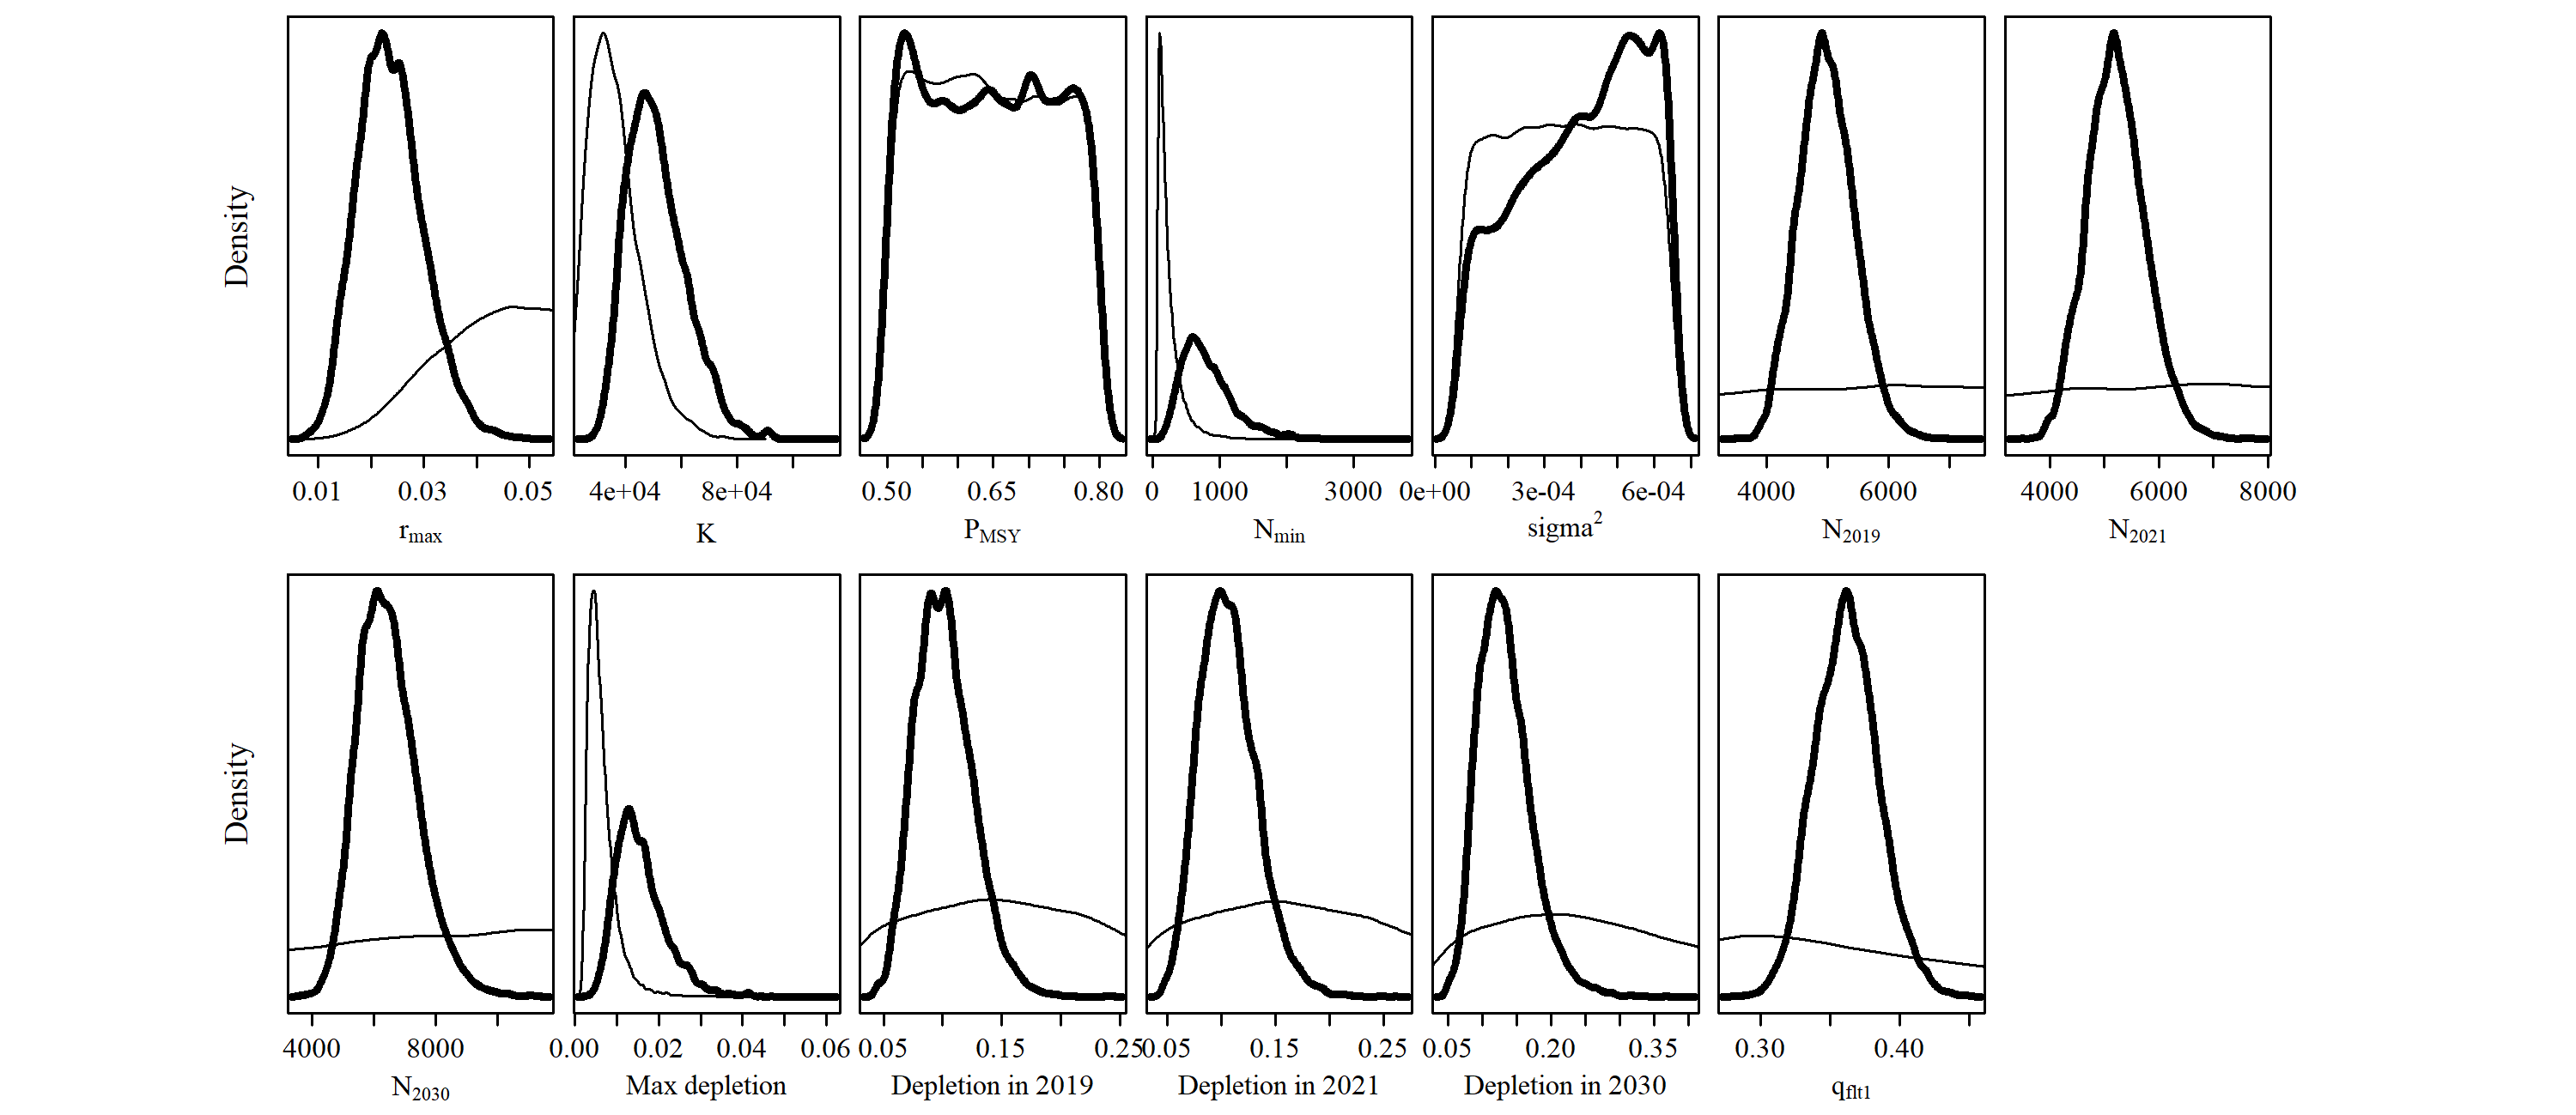 Density
0.01 0.03 0.05
r_max
4e+04 8e+04
K
0.50 0.65 0.80
P_MSY
0 1000 3000
N_min
0e+00 3e-04 6e-04
sigma²
4000 6000
N_2019
4000 6000 8000
N_2021
Density
4000 8000
N_2030
0.00 0.02 0.04 0.06
Max depletion
0.05 0.15 0.25
Depletion in 2019
0.05 0.15 0.25
Depletion in 2021
0.05 0.20 0.35
Depletion in 2030
0.30 0.40
q_flt1